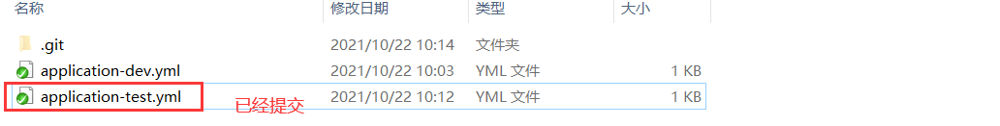 名称 修改日期 类型 大小
.git 2021/10/22 10:14 文件夹
application-dev.yml 2021/10/22 10:03 YML 文件 1 KB
application-test.yml 2021/10/22 10:12 YML 文件 1 KB
已经提交